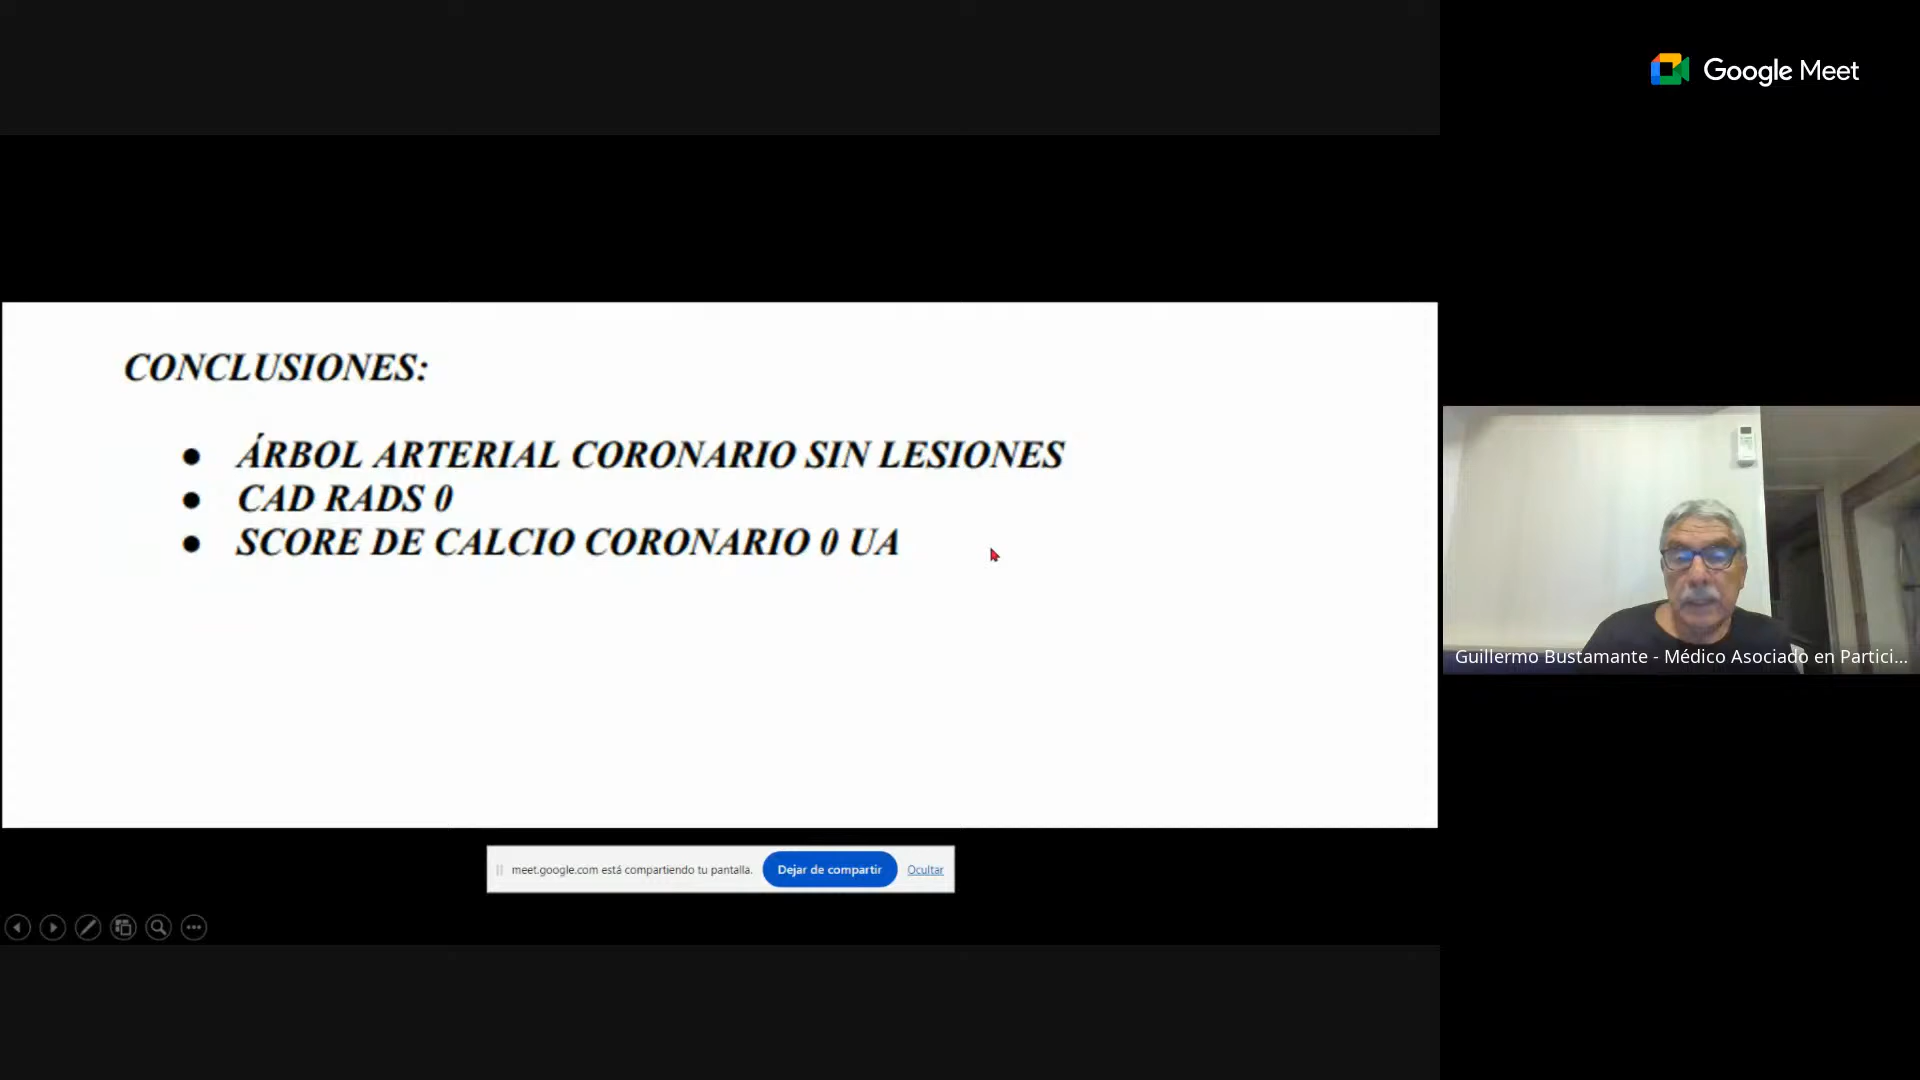 Google Meet
CONCLUSIONES:
● ÁRBOL ARTERIAL CORONARIO SIN LESIONES
● CAD RADS 0
● SCORE DE CALCIO CORONARIO 0 UA
Guillermo Bustamante - Médico Asociado en Partici...
meet.google.com está compartiendo tu pantalla. Dejar de compartir Ocultar